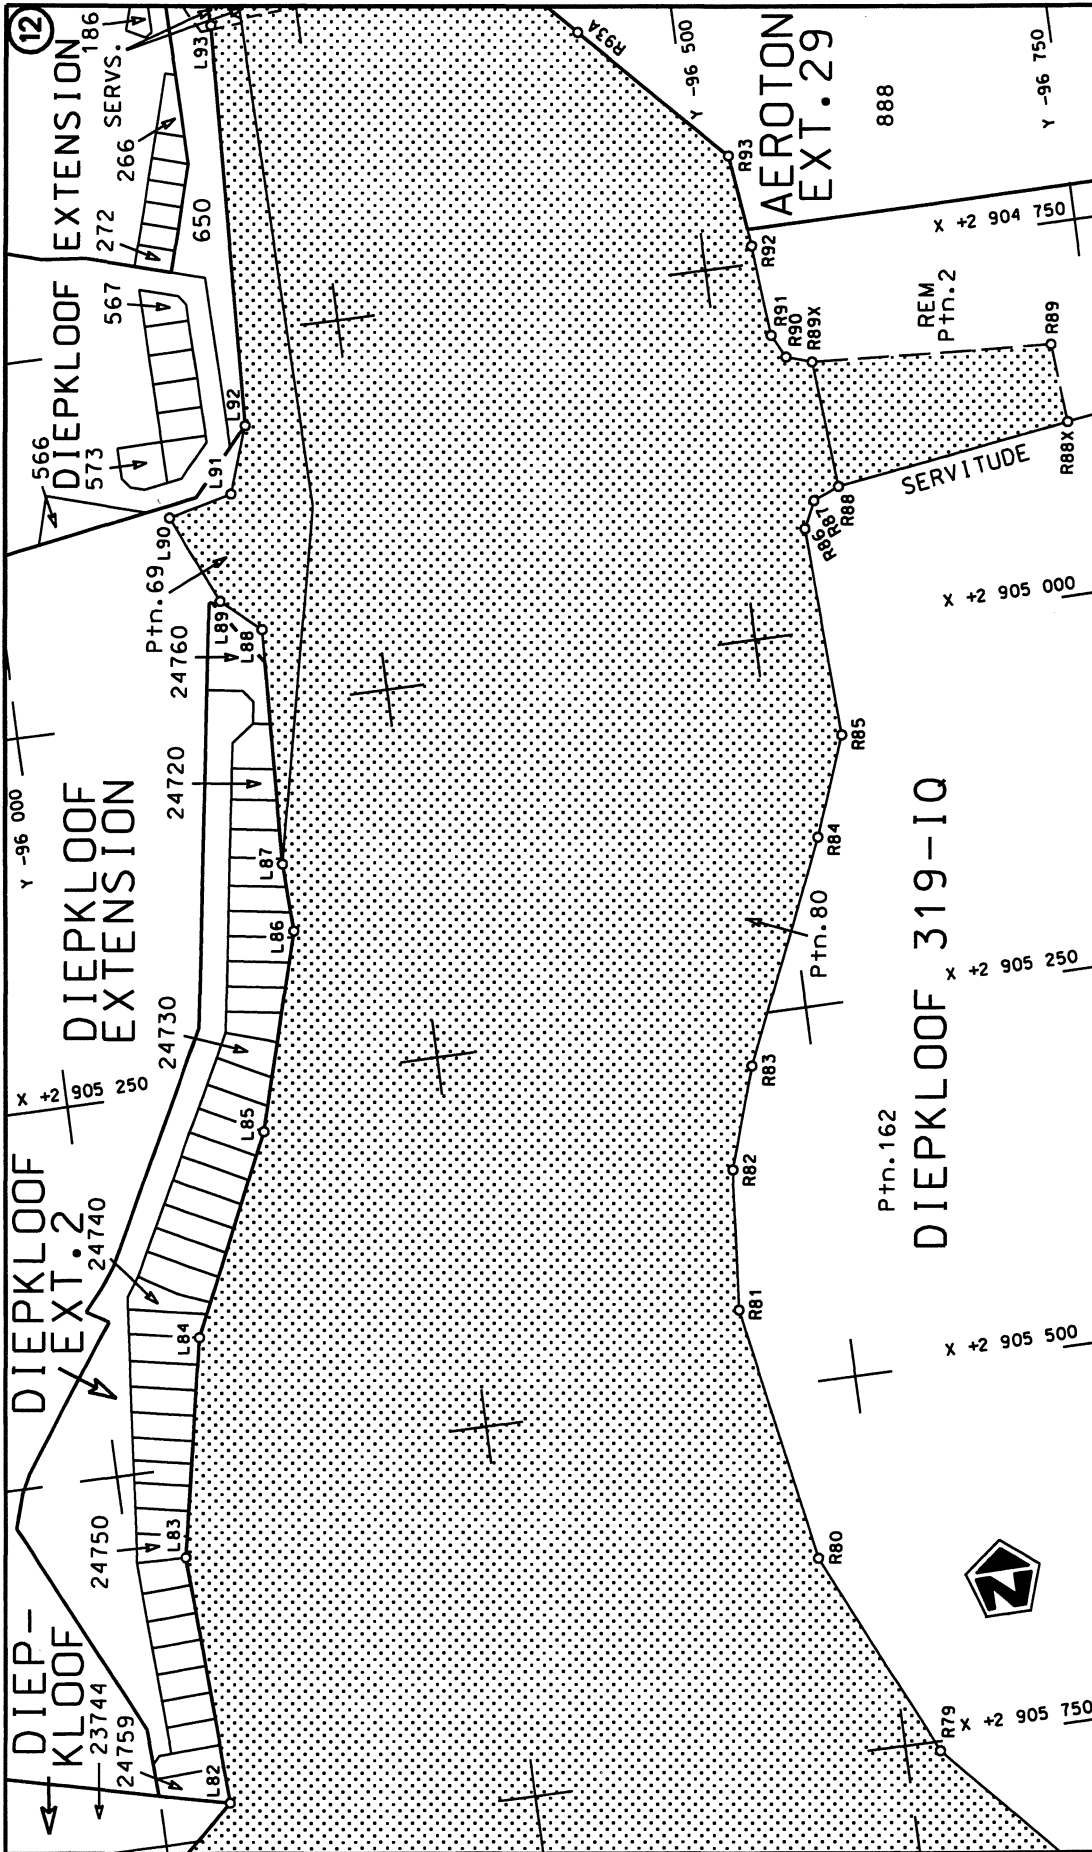 12
DIEPKLOOF EXTENSION
186
SERVS.
266
272
650
567
566
573
L93
L92
L91
L90
Ptn.69
L89
L88
24760
24720
Y -96 000
DIEPKLOOF
EXTENSION
L87
L86
24730
X +2 905 250
L85
DIEPKLOOF
EXT.2
24740
L84
24750
L83
DIEP-
KLOOF
23744
24759
L82
R93A
Y -96 500
AEROTON
EXT.29
888
Y -96 750
R93
R92
X +2 904 750
R91
R90
R89X
REM
Ptn.2
R89
R88X
SERVITUDE
R88
R87
R86
X +2 905 000
R85
R84
Ptn.80
DIEPKLOOF 319-IQ
X +2 905 250
R83
R82
Ptn.162
R81
X +2 905 500
R80
N
R79
X +2 905 750